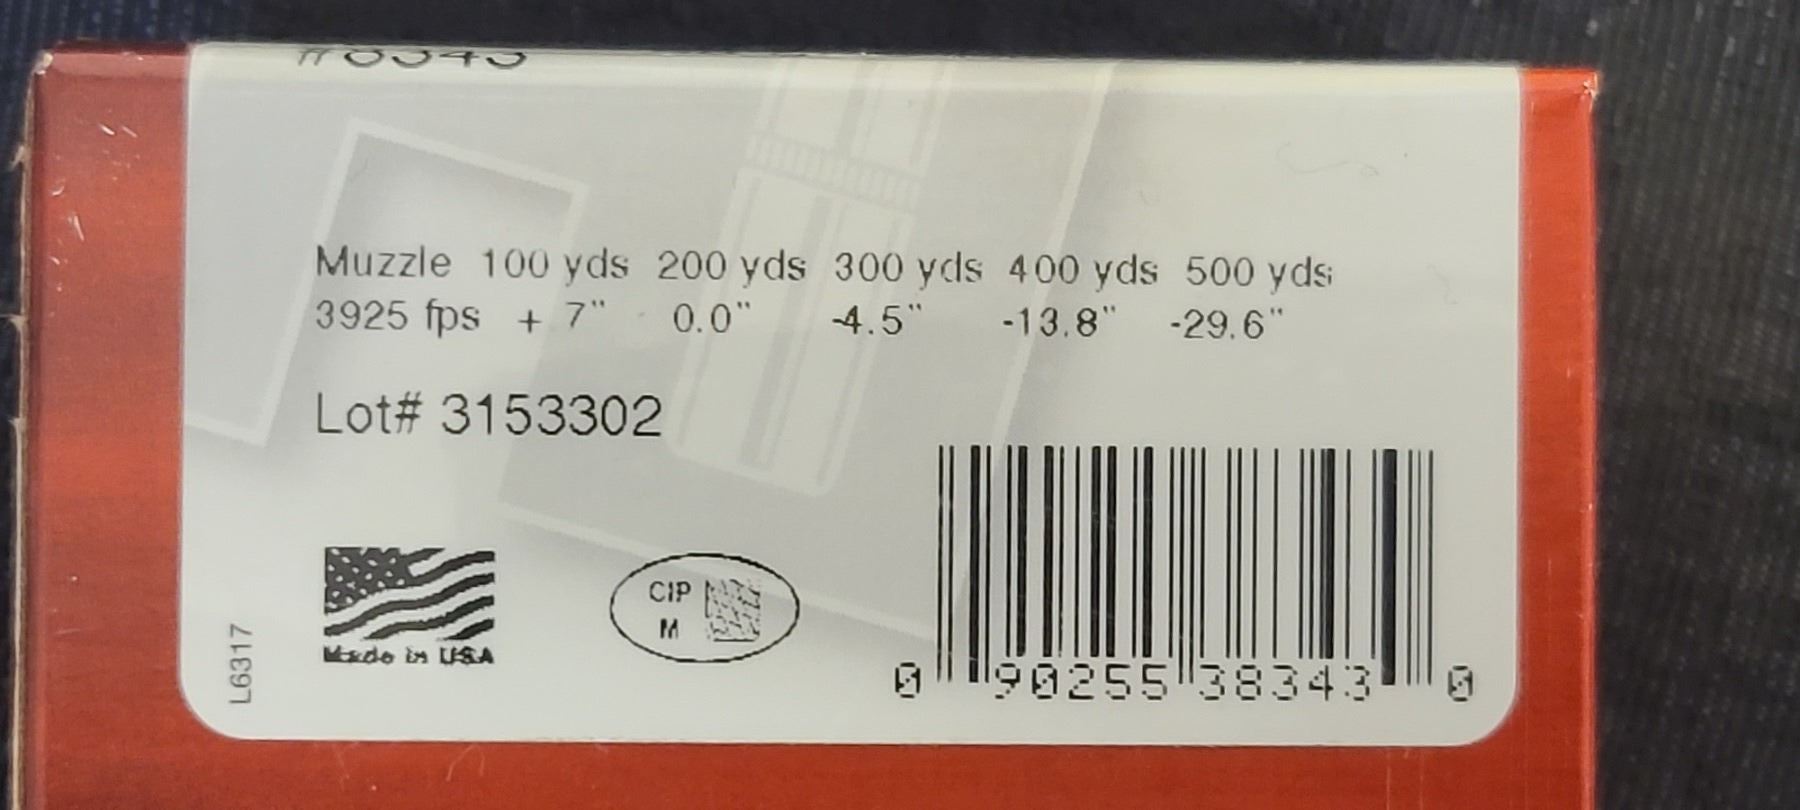 #8343
Muzzle 100 yds 200 yds 300 yds 400 yds 500 yds
3925 fps + 7" 0.0" -4.5" -13.8" -29.6"
Lot# 3153302
Made in USA
CIP
M
L6317
0 90255 38343 0